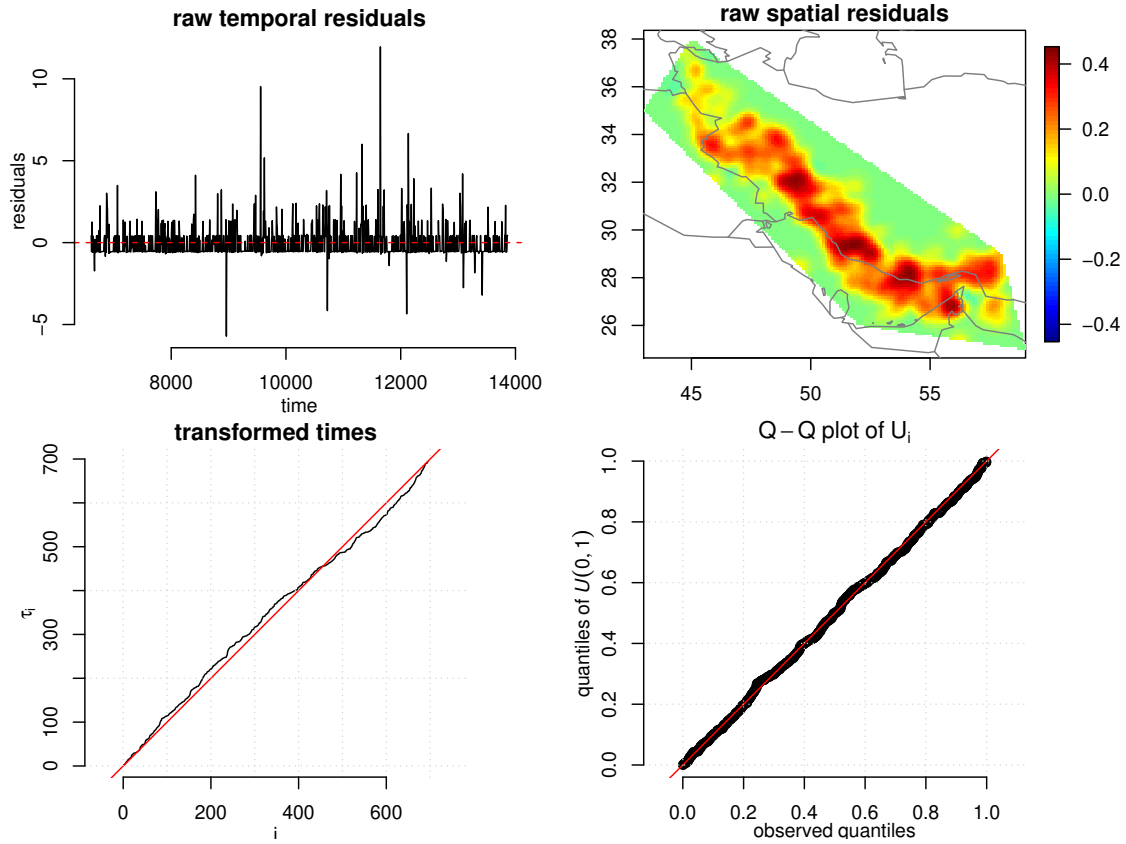 raw temporal residuals
residuals
10
5
0
−5
8000 10000 12000 14000
time
raw spatial residuals
38
36
34
32
30
28
26
45 50 55
0.4
0.2
0.0
−0.2
−0.4
transformed times
τi
700
500
300
100
0
0 200 400 600
i
Q − Q plot of Ui
quantiles of U(0, 1)
1.0
0.8
0.6
0.4
0.2
0.0
0.0 0.2 0.4 0.6 0.8 1.0
observed quantiles